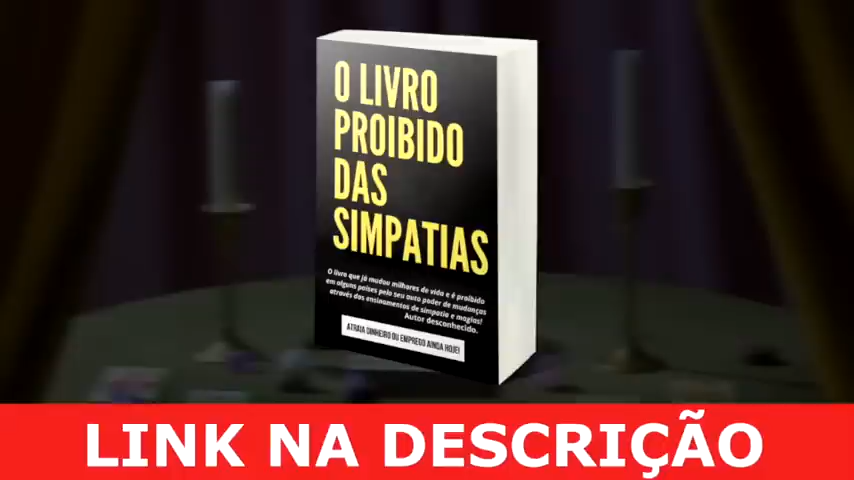 O LIVRO
PROIBIDO
DAS
SIMPATIAS
O livro que já mudou milhares de vida e é proibido
em alguns países pelo seu auto poder de mudanças
através dos ensinamentos de simpatia e magias!
Autor desconhecido.
ATRAIA DINHEIRO OU EMPREGO AINDA HOJE!
LINK NA DESCRIÇÃO